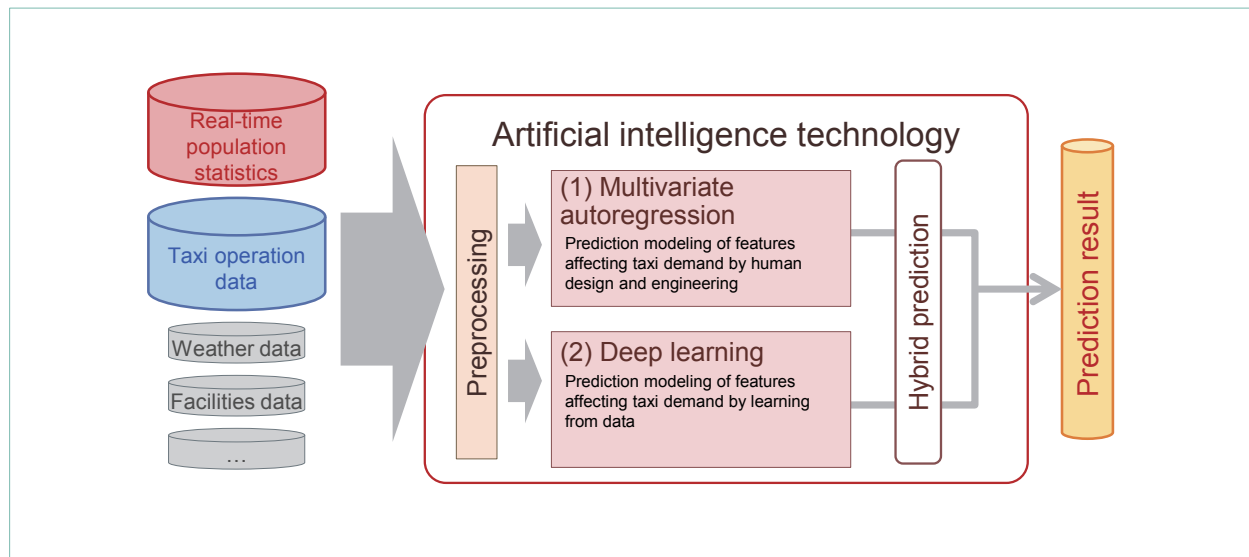 Real-time
population
statistics
Taxi operation
data
Weather data
Facilities data
...
Artificial intelligence technology
Preprocessing
(1) Multivariate
autoregression
Prediction modeling of features
affecting taxi demand by human
design and engineering
(2) Deep learning
Prediction modeling of features
affecting taxi demand by learning
from data
Hybrid prediction
Prediction result